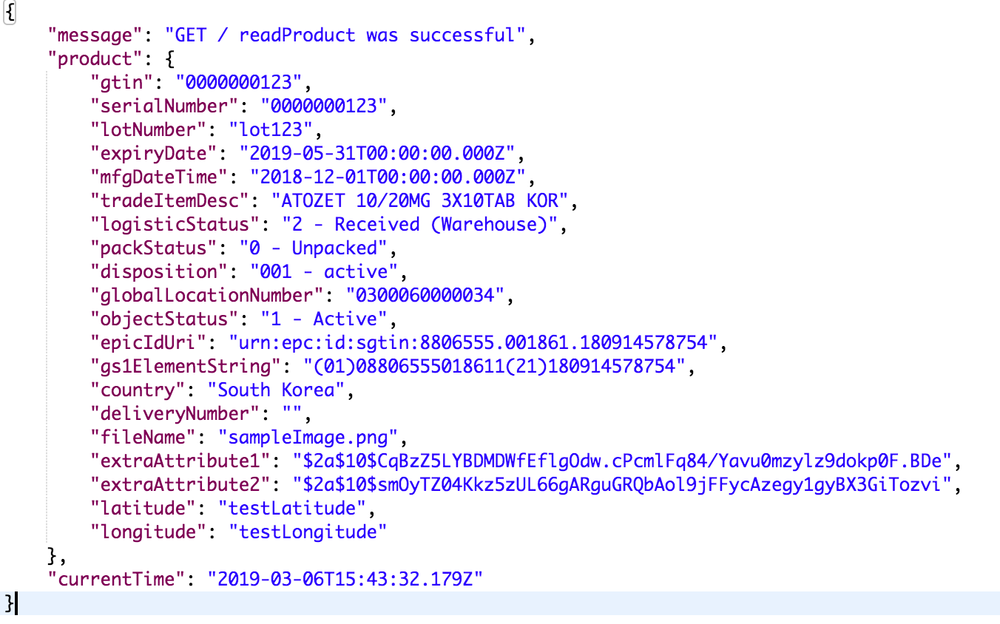 {
"message": "GET / readProduct was successful",
"product": {
"gtin": "0000000123",
"serialNumber": "0000000123",
"lotNumber": "lot123",
"expiryDate": "2019-05-31T00:00:00.000Z",
"mfgDateTime": "2018-12-01T00:00:00.000Z",
"tradeItemDesc": "ATOZET 10/20MG 3X10TAB KOR",
"logisticStatus": "2 - Received (Warehouse)",
"packStatus": "0 - Unpacked",
"disposition": "001 - active",
"globalLocationNumber": "0300060000034",
"objectStatus": "1 - Active",
"epicIdUri": "urn:epc:id:sgtin:8806555.001861.180914578754",
"gs1ElementString": "(01)08806555018611(21)180914578754",
"country": "South Korea",
"deliveryNumber": "",
"fileName": "sampleImage.png",
"extraAttribute1": "$2a$10$CqBzZ5LYBDMDWfEflgOdw.cPcmlFq84/Yavu0mzylz9dokp0F.BDe",
"extraAttribute2": "$2a$10$smOyTZ04Kkz5zUL66gARguGRQbAol9jFFycAzegy1gyBX3GiTozvi",
"latitude": "testLatitude",
"longitude": "testLongitude"
},
"currentTime": "2019-03-06T15:43:32.179Z"
}